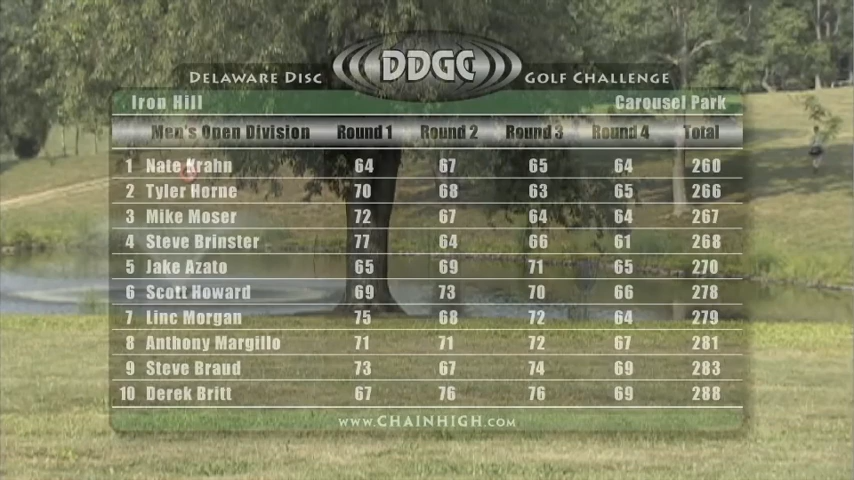 DELAWARE DISC DDGC GOLF CHALLENGE
Iron Hill Carousel Park
Men's Open Division Round 1 Round 2 Round 3 Round 4 Total
1 Nate Krahn 64 67 65 64 260
2 Tyler Horne 70 68 63 65 266
3 Mike Moser 72 67 64 64 267
4 Steve Brinster 77 64 66 61 268
5 Jake Azato 65 69 71 65 270
6 Scott Howard 69 73 70 66 278
7 Linc Morgan 75 68 72 64 279
8 Anthony Margillo 71 71 72 67 281
9 Steve Braud 73 67 74 69 283
10 Derek Britt 67 76 76 69 288
www.CHAINHIGH.com